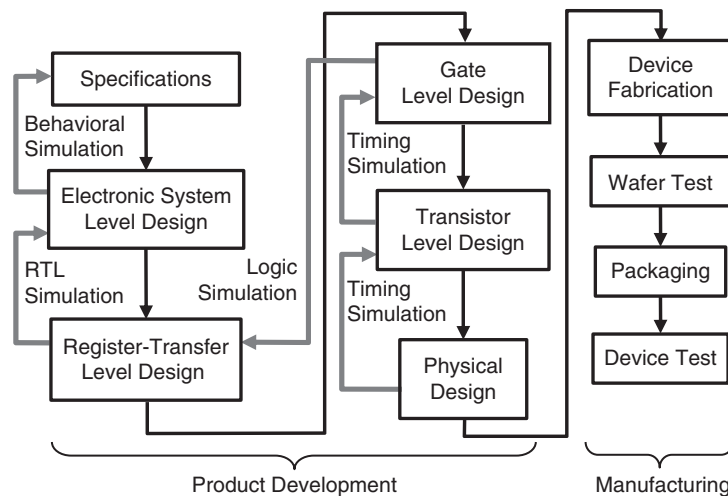 Specifications
Behavioral
Simulation
Electronic System
Level Design
RTL
Simulation
Register-Transfer
Level Design
Logic
Simulation
Gate
Level Design
Timing
Simulation
Transistor
Level Design
Timing
Simulation
Physical
Design
Device
Fabrication
Wafer Test
Packaging
Device Test
Product Development
Manufacturing